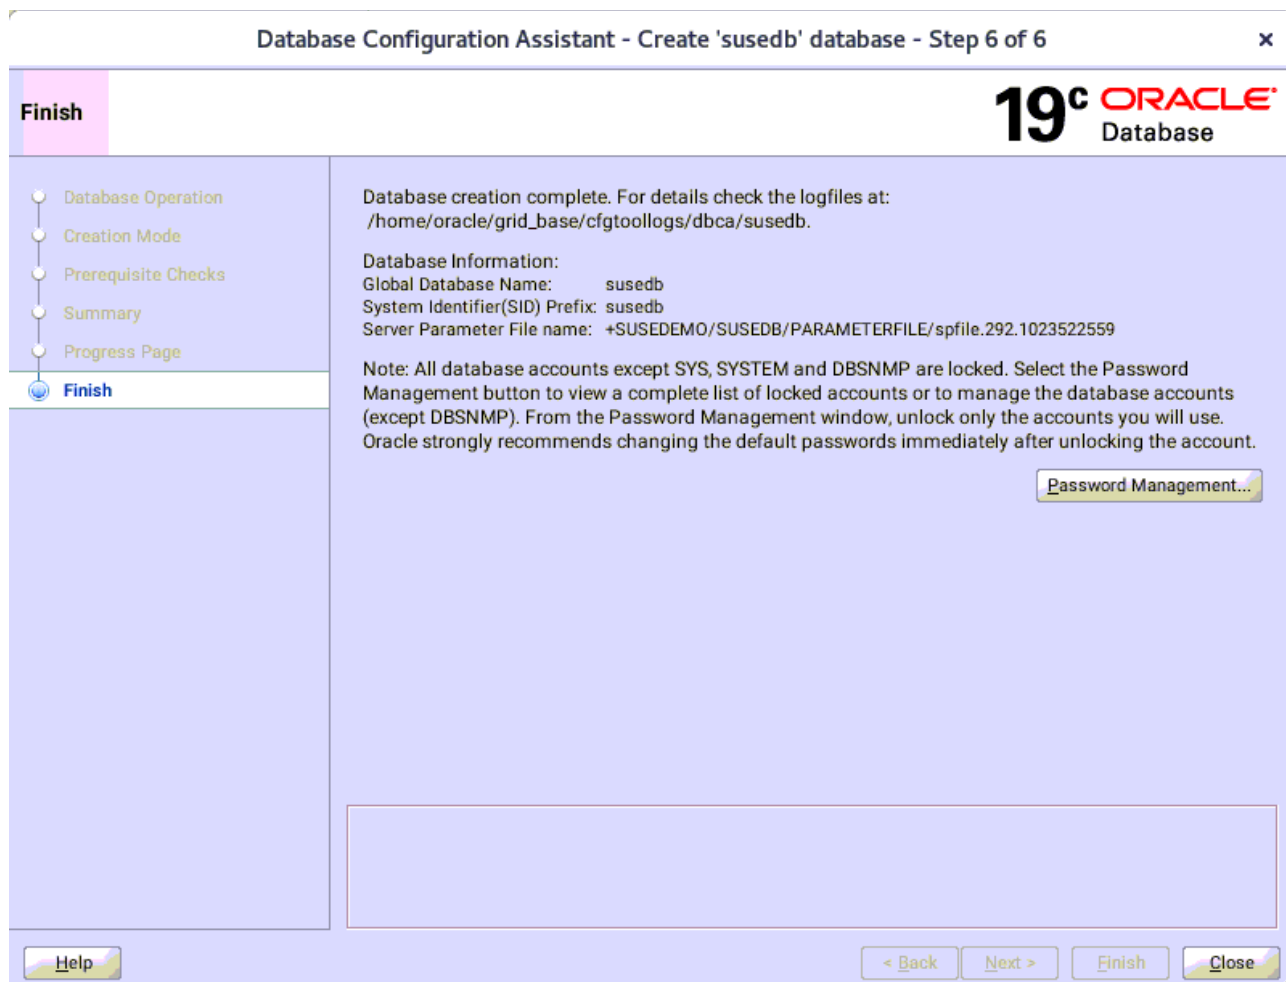 Database Configuration Assistant - Create 'susedb' database - Step 6 of 6
×
Finish
19c ORACLE
Database
Database Operation
Creation Mode
Prerequisite Checks
Summary
Progress Page
Finish
Database creation complete. For details check the logfiles at:
/home/oracle/grid_base/cfgtoollogs/dbca/susedb.
Database Information:
Global Database Name: susedb
System Identifier(SID) Prefix: susedb
Server Parameter File name: +SUSEDEMO/SUSEDB/PARAMETERFILE/spfile.292.1023522559
Note: All database accounts except SYS, SYSTEM and DBSNMP are locked. Select the Password
Management button to view a complete list of locked accounts or to manage the database accounts
(except DBSNMP). From the Password Management window, unlock only the accounts you will use.
Oracle strongly recommends changing the default passwords immediately after unlocking the account.
Password Management...
Help
< Back
Next >
Finish
Close